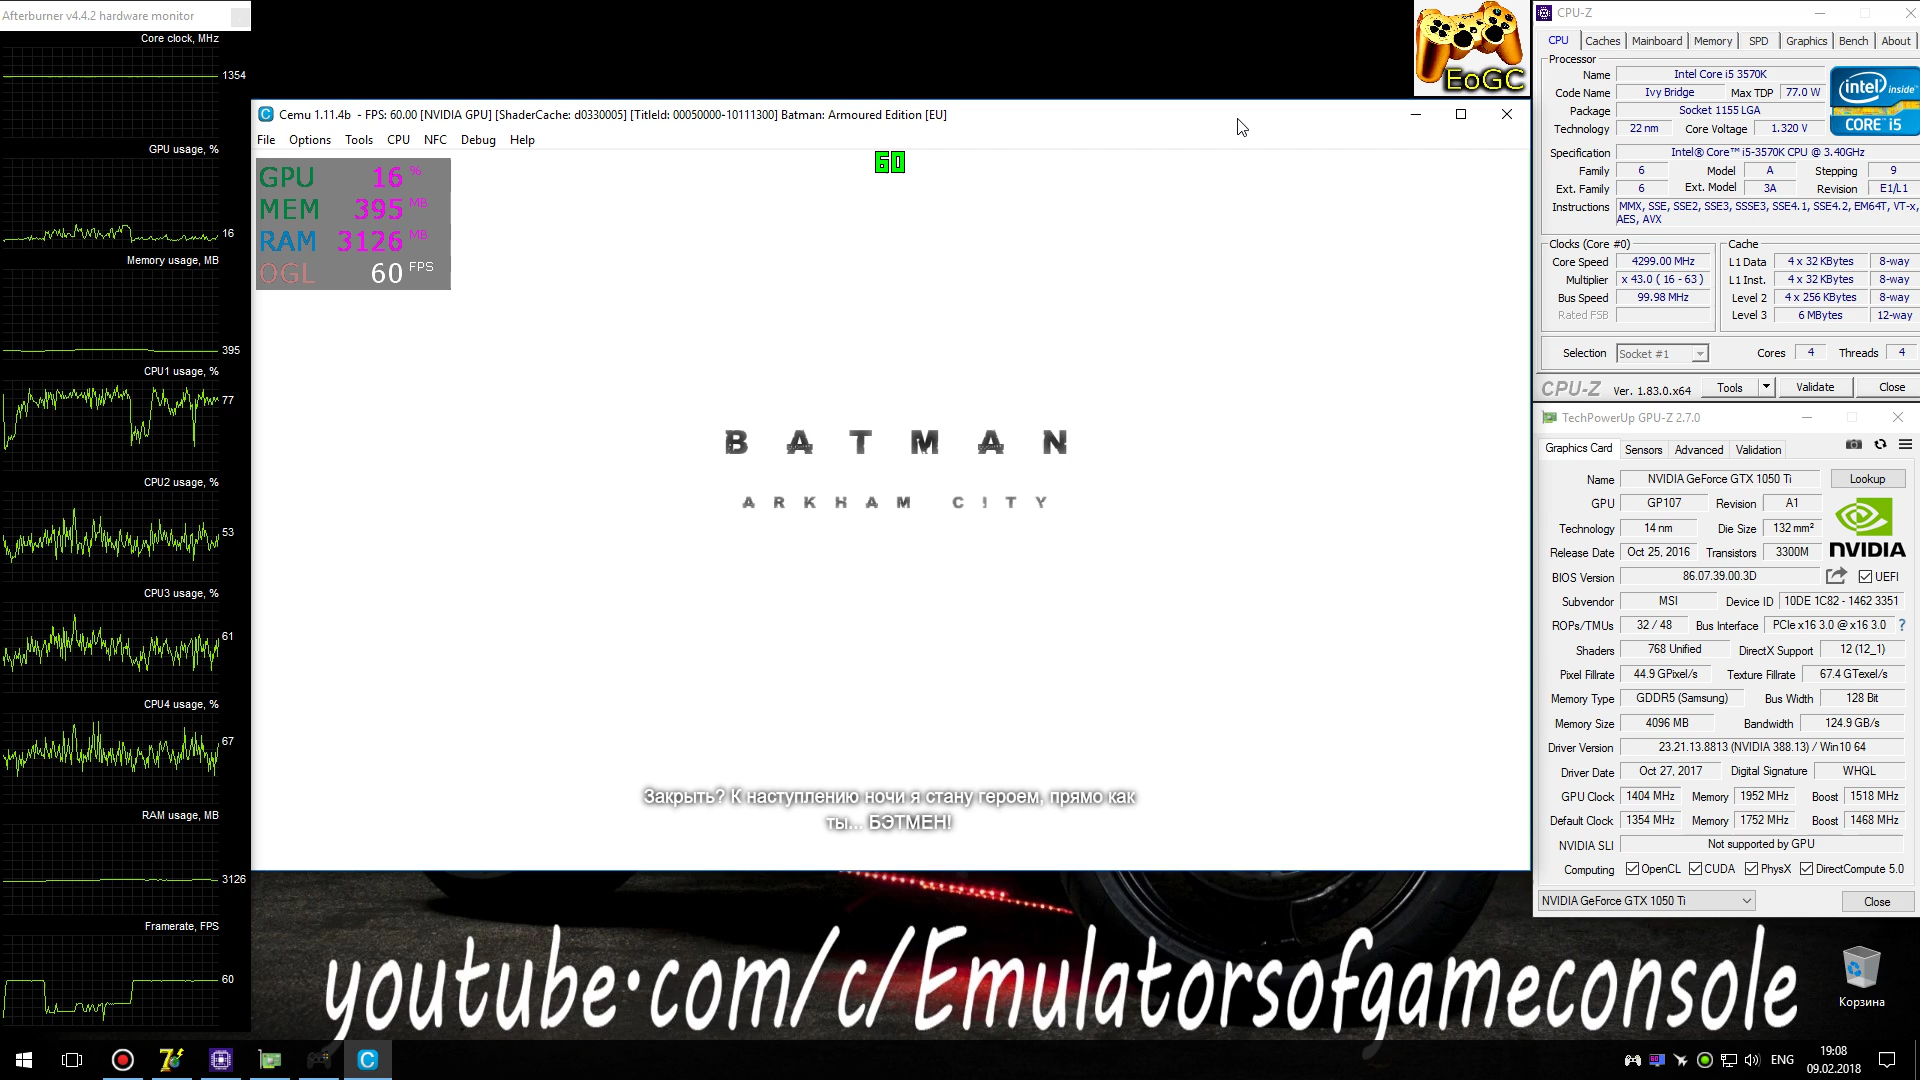 Afterburner v4.4.2 hardware monitor
Core clock, MHz
1354
GPU usage, %
16
Memory usage, MB
395
CPU1 usage, %
77
CPU2 usage, %
53
CPU3 usage, %
61
CPU4 usage, %
67
RAM usage, MB
3126
Framerate, FPS
60
EoGC
Cemu 1.11.4b - FPS: 60.00 [NVIDIA GPU] [ShaderCache: d0330005] [TitleId: 00050000-10111300] Batman: Armoured Edition [EU]
File Options Tools CPU NFC Debug Help
60
GPU 16 %
MEM 395 MB
RAM 3126 MB
OGL 60 FPS
BATMAN
ARKHAM CITY
Закрыть? К наступлению ночи я стану героем, прямо как
ты... БЭТМЕН!
CPU-Z
CPU Caches Mainboard Memory SPD Graphics Bench About
Processor
Name Intel Core i5 3570K
Code Name Ivy Bridge Max TDP 77.0 W
Package Socket 1155 LGA
Technology 22 nm Core Voltage 1.320 V
intel inside™
CORE i5
Specification Intel® Core™ i5-3570K CPU @ 3.40GHz
Family 6 Model A Stepping 9
Ext. Family 6 Ext. Model 3A Revision E1/L1
Instructions MMX, SSE, SSE2, SSE3, SSSE3, SSE4.1, SSE4.2, EM64T, VT-x,
AES, AVX
Clocks (Core #0) Cache
Core Speed 4299.00 MHz L1 Data 4 x 32 KBytes 8-way
Multiplier x 43.0 ( 16 - 63 ) L1 Inst. 4 x 32 KBytes 8-way
Bus Speed 99.98 MHz Level 2 4 x 256 KBytes 8-way
Rated FSB Level 3 6 MBytes 12-way
Selection Socket #1 Cores 4 Threads 4
CPU-Z Ver. 1.83.0.x64 Tools Validate Close
TechPowerUp GPU-Z 2.7.0
Graphics Card Sensors Advanced Validation
Name NVIDIA GeForce GTX 1050 Ti Lookup
GPU GP107 Revision A1
Technology 14 nm Die Size 132 mm²
Release Date Oct 25, 2016 Transistors 3300M
NVIDIA
BIOS Version 86.07.39.00.3D UEFI
Subvendor MSI Device ID 10DE 1C82 - 1462 3351
ROPs/TMUs 32 / 48 Bus Interface PCIe x16 3.0 @ x16 3.0 ?
Shaders 768 Unified DirectX Support 12 (12_1)
Pixel Fillrate 44.9 GPixel/s Texture Fillrate 67.4 GTexel/s
Memory Type GDDR5 (Samsung) Bus Width 128 Bit
Memory Size 4096 MB Bandwidth 124.9 GB/s
Driver Version 23.21.13.8813 (NVIDIA 388.13) / Win10 64
Driver Date Oct 27, 2017 Digital Signature WHQL
GPU Clock 1404 MHz Memory 1952 MHz Boost 1518 MHz
Default Clock 1354 MHz Memory 1752 MHz Boost 1468 MHz
NVIDIA SLI Not supported by GPU
Computing OpenCL CUDA PhysX DirectCompute 5.0
NVIDIA GeForce GTX 1050 Ti Close
youtube.com/c/Emulatorsofgameconsole
Корзина
ENG
19:08
09.02.2018